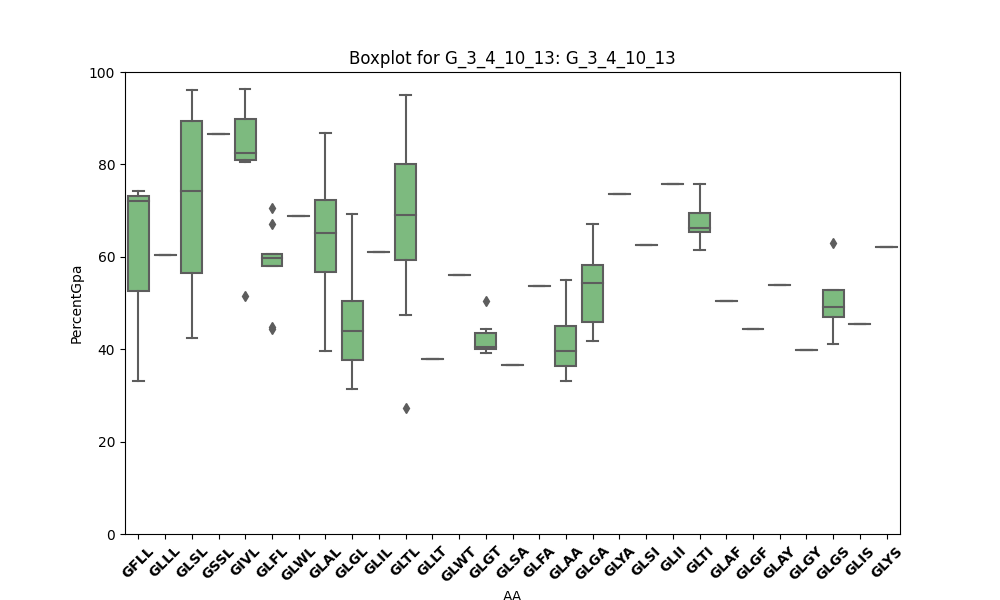 Boxplot for G_3_4_10_13: G_3_4_10_13
PercentGpa
100
80
60
40
20
0
GFLL GLLL GLSL GSSL GIVL GLFL GLWL GLAL GLGL GLIL GLTL GLLT GLWT GLGT GLSA GLFA GLAA GLGA GLYA GLSI GLII GLTI GLAF GLGF GLAY GLGY GLGS GLIS GLYS
AA